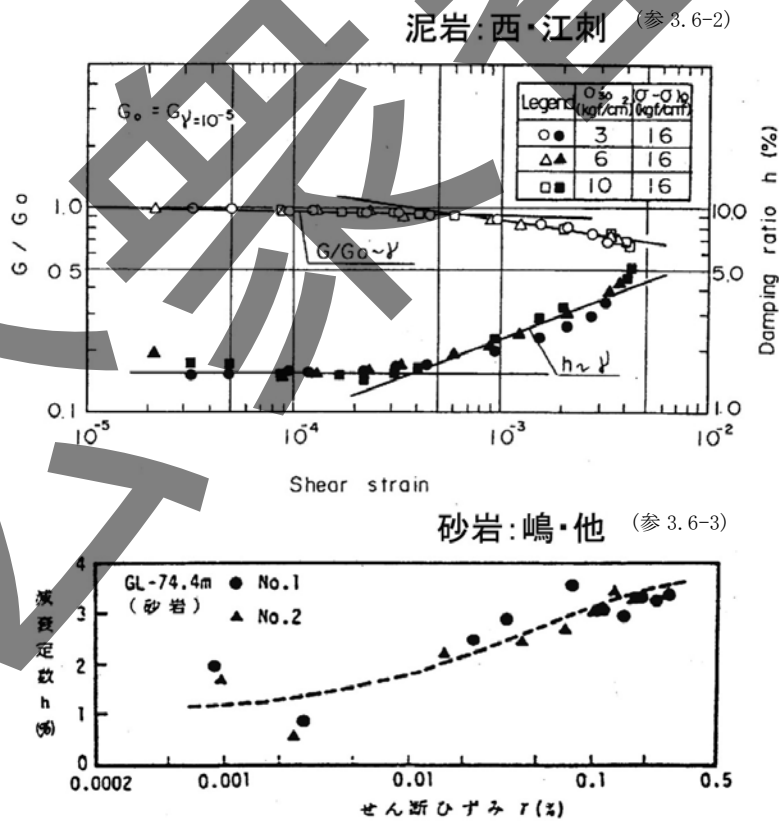 泥岩:西・江刺 (参 3.6-2)
G₀ = Gγ=10⁻⁵
Legend σ₃₀ (kgf/cm²) (σ-σ)₀ (kgf/cm²)
○ ● 3 16
△ ▲ 6 16
□ ■ 10 16
G / G₀
1.0
0.5
0.1
G/G₀~γ
h~γ
10.0
5.0
1.0
Damping ratio h (%)
10⁻⁵ 10⁻⁴ 10⁻³ 10⁻²
Shear strain
砂岩:嶋・他 (参 3.6-3)
GL-74.4m ● No.1
(砂岩) ▲ No.2
減衰定数 h (%)
4
3
2
1
0
0.0002 0.001 0.01 0.1 0.5
せん断ひずみ γ(%)